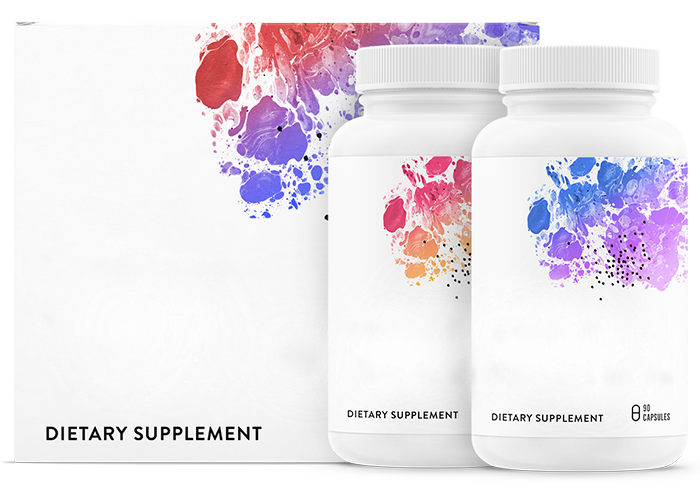 DIETARY SUPPLEMENT
DIETARY SUPPLEMENT
DIETARY SUPPLEMENT
90
CAPSULES